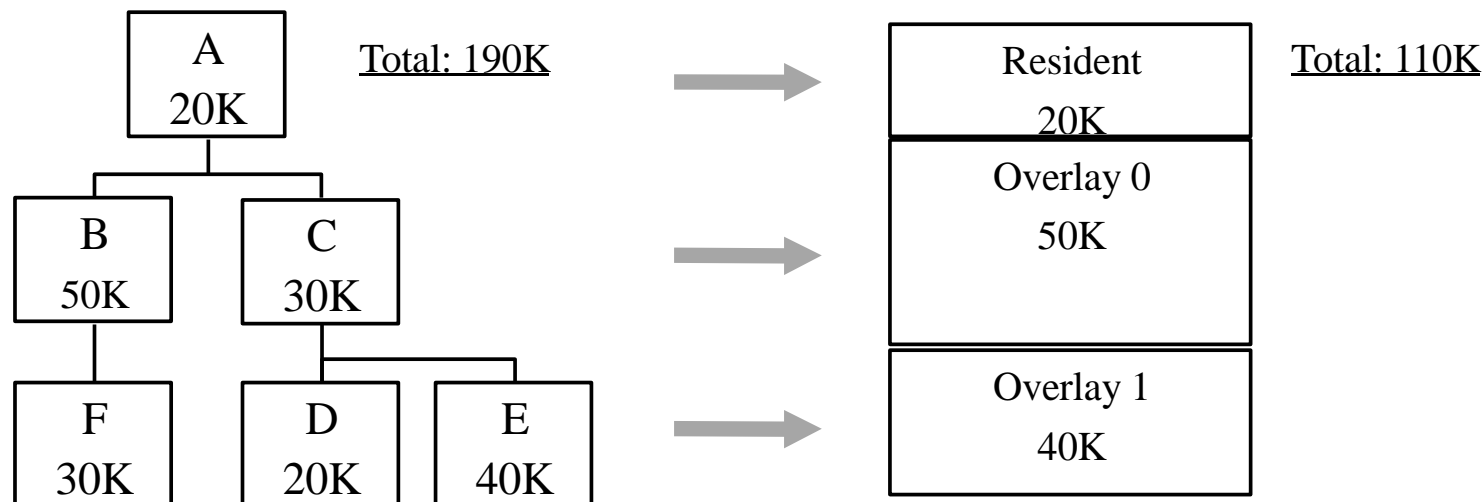 A
20K
Total: 190K
B
50K
C
30K
F
30K
D
20K
E
40K
Resident
20K
Total: 110K
Overlay 0
50K
Overlay 1
40K